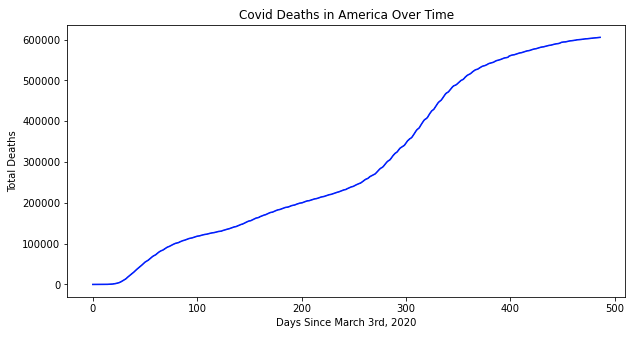 Covid Deaths in America Over Time
600000
500000
400000
300000
200000
100000
0
Total Deaths
0 100 200 300 400 500
Days Since March 3rd, 2020